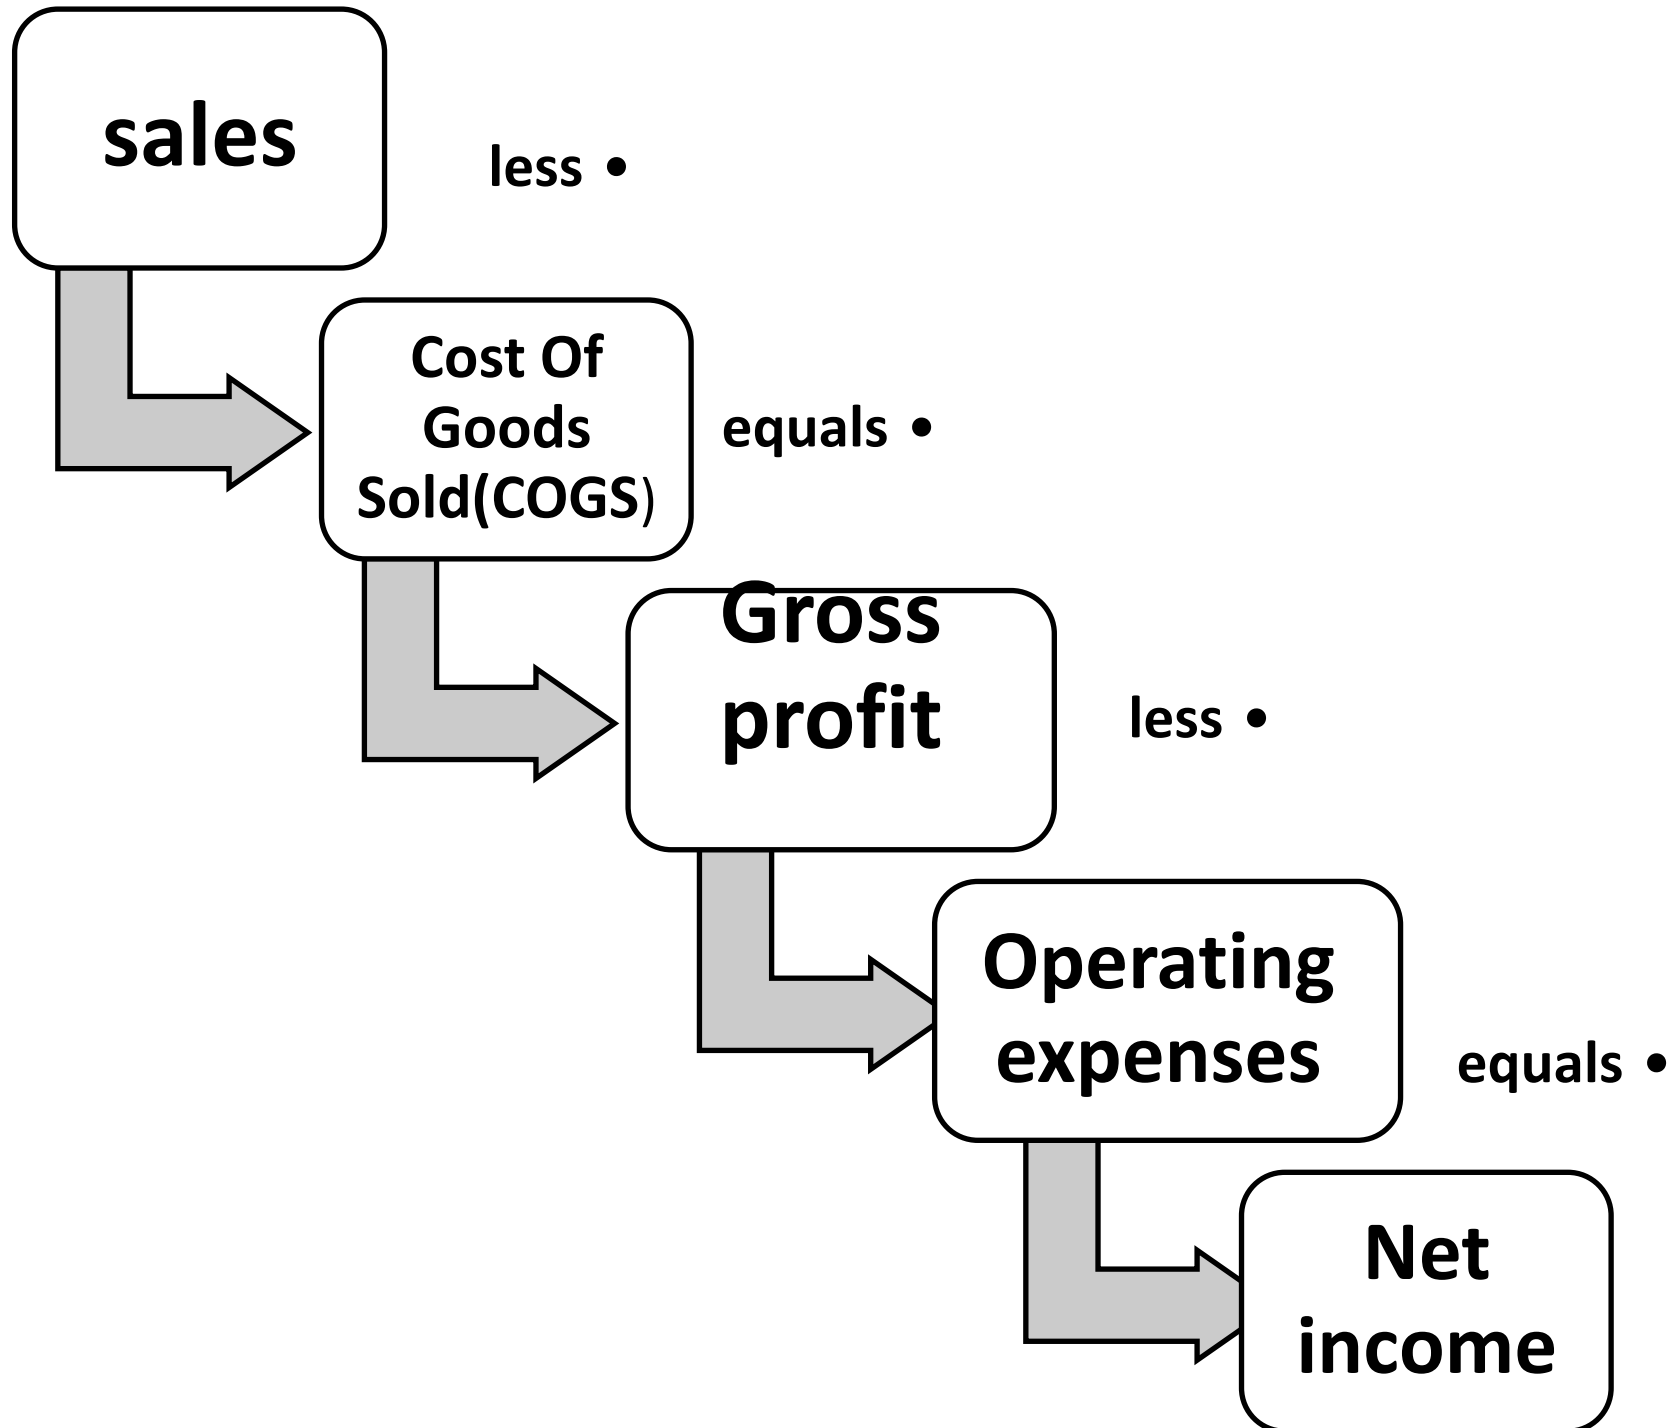 sales
less •
Cost Of
Goods
Sold(COGS)
equals •
Gross
profit
less •
Operating
expenses
equals •
Net
income